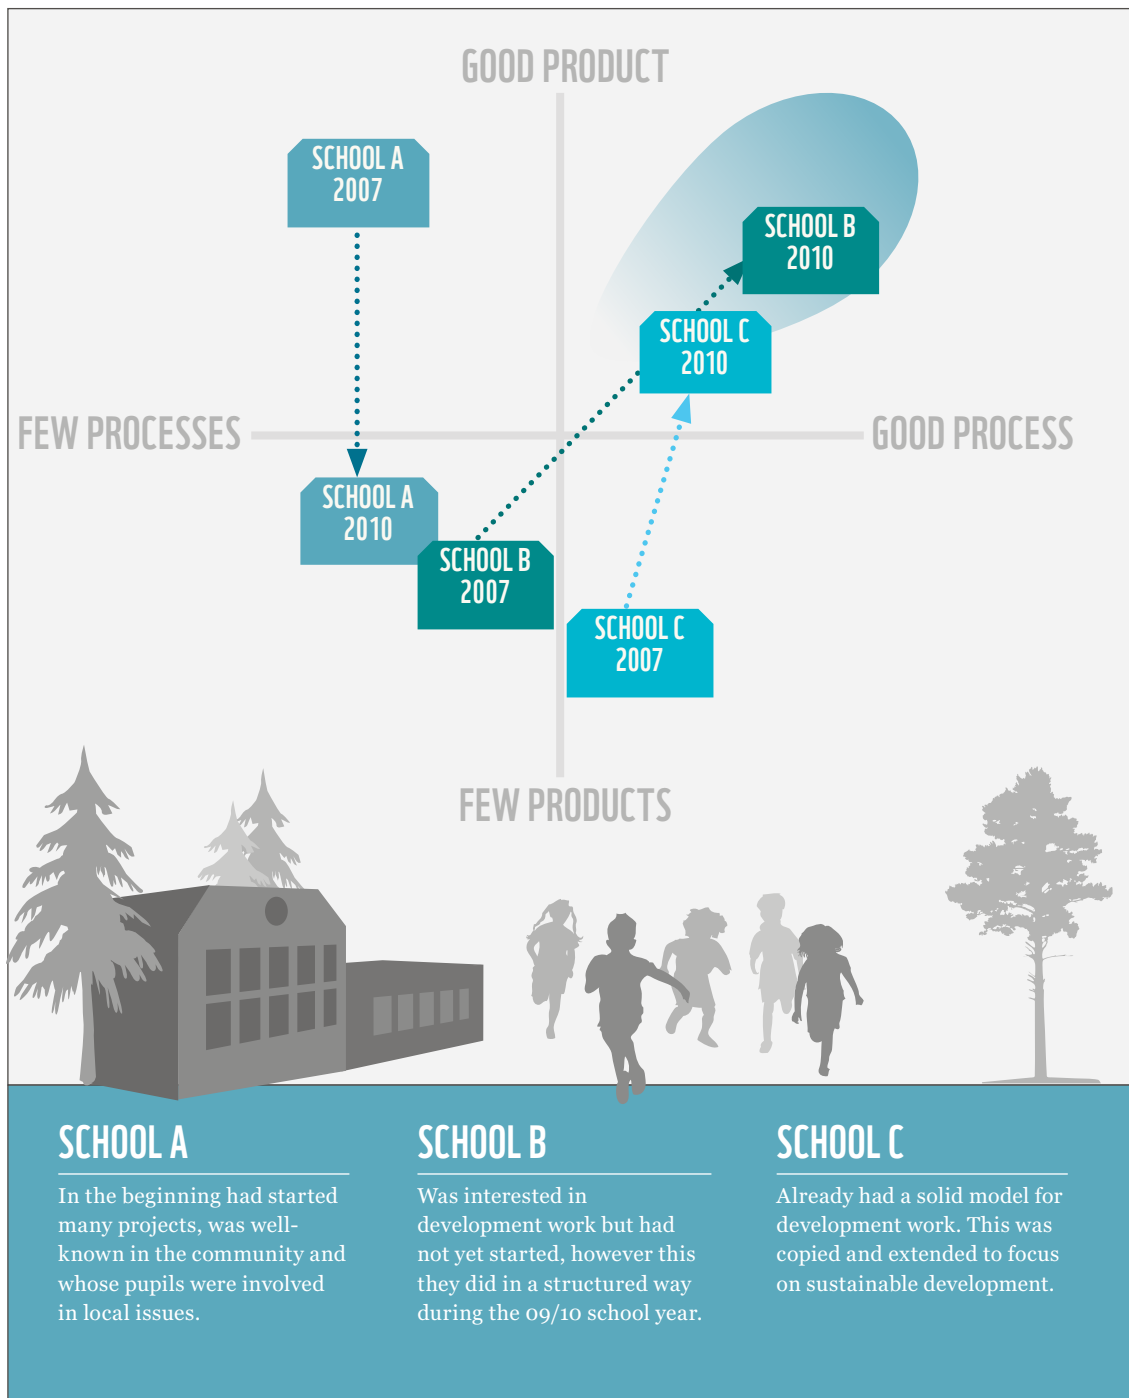 GOOD PRODUCT
SCHOOL A
2007
SCHOOL B
2010
SCHOOL C
2010
FEW PROCESSES
GOOD PROCESS
SCHOOL A
2010
SCHOOL B
2007
SCHOOL C
2007
FEW PRODUCTS
SCHOOL A
In the beginning had started
many projects, was well-
known in the community and
whose pupils were involved
in local issues.
SCHOOL B
Was interested in
development work but had
not yet started, however this
they did in a structured way
during the 09/10 school year.
SCHOOL C
Already had a solid model for
development work. This was
copied and extended to focus
on sustainable development.